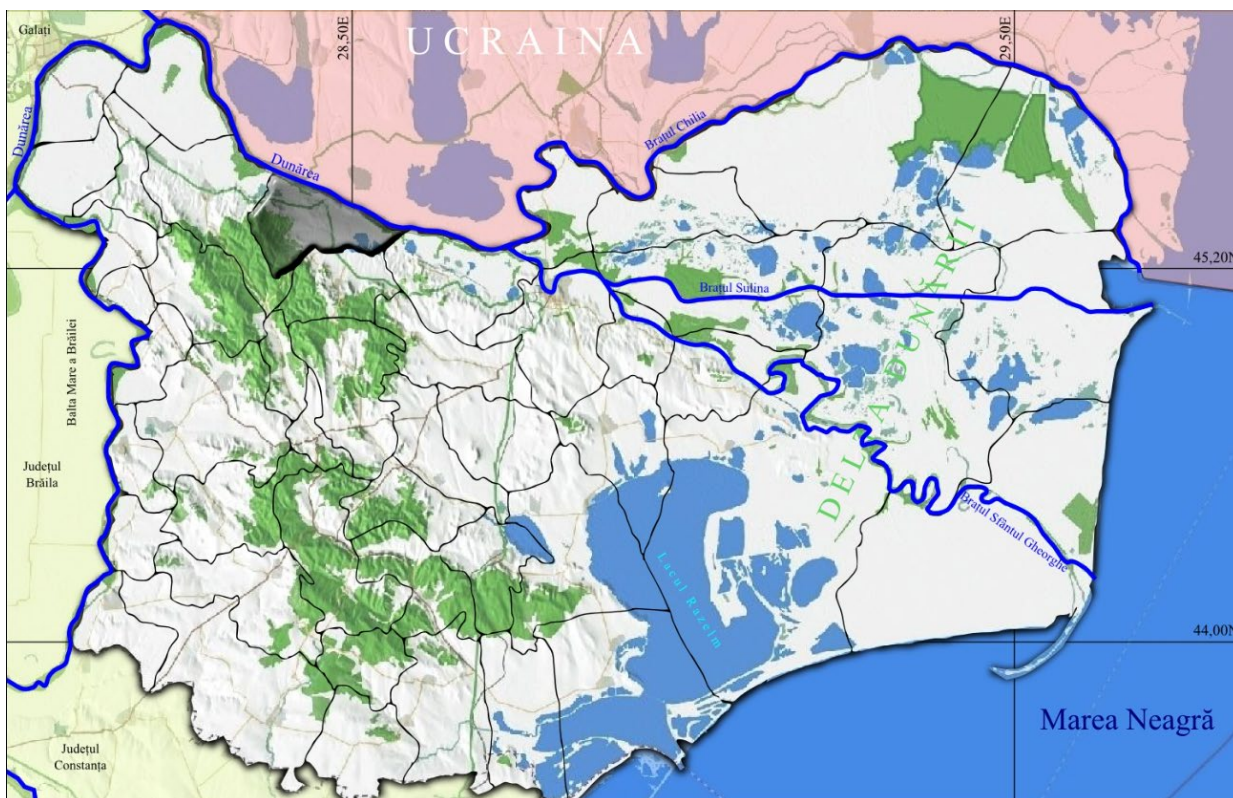 Galați
28,50E
UCRAINA
29,50E
Dunărea
Dunărea
Brațul Chilia
45,20N
Brațul Sulina
Balta Mare a Brăilei
DELTA DUNĂRII
Județul
Brăila
Brațul Sfântul Gheorghe
Lacul Razelm
44,00N
Marea Neagră
Județul
Constanța